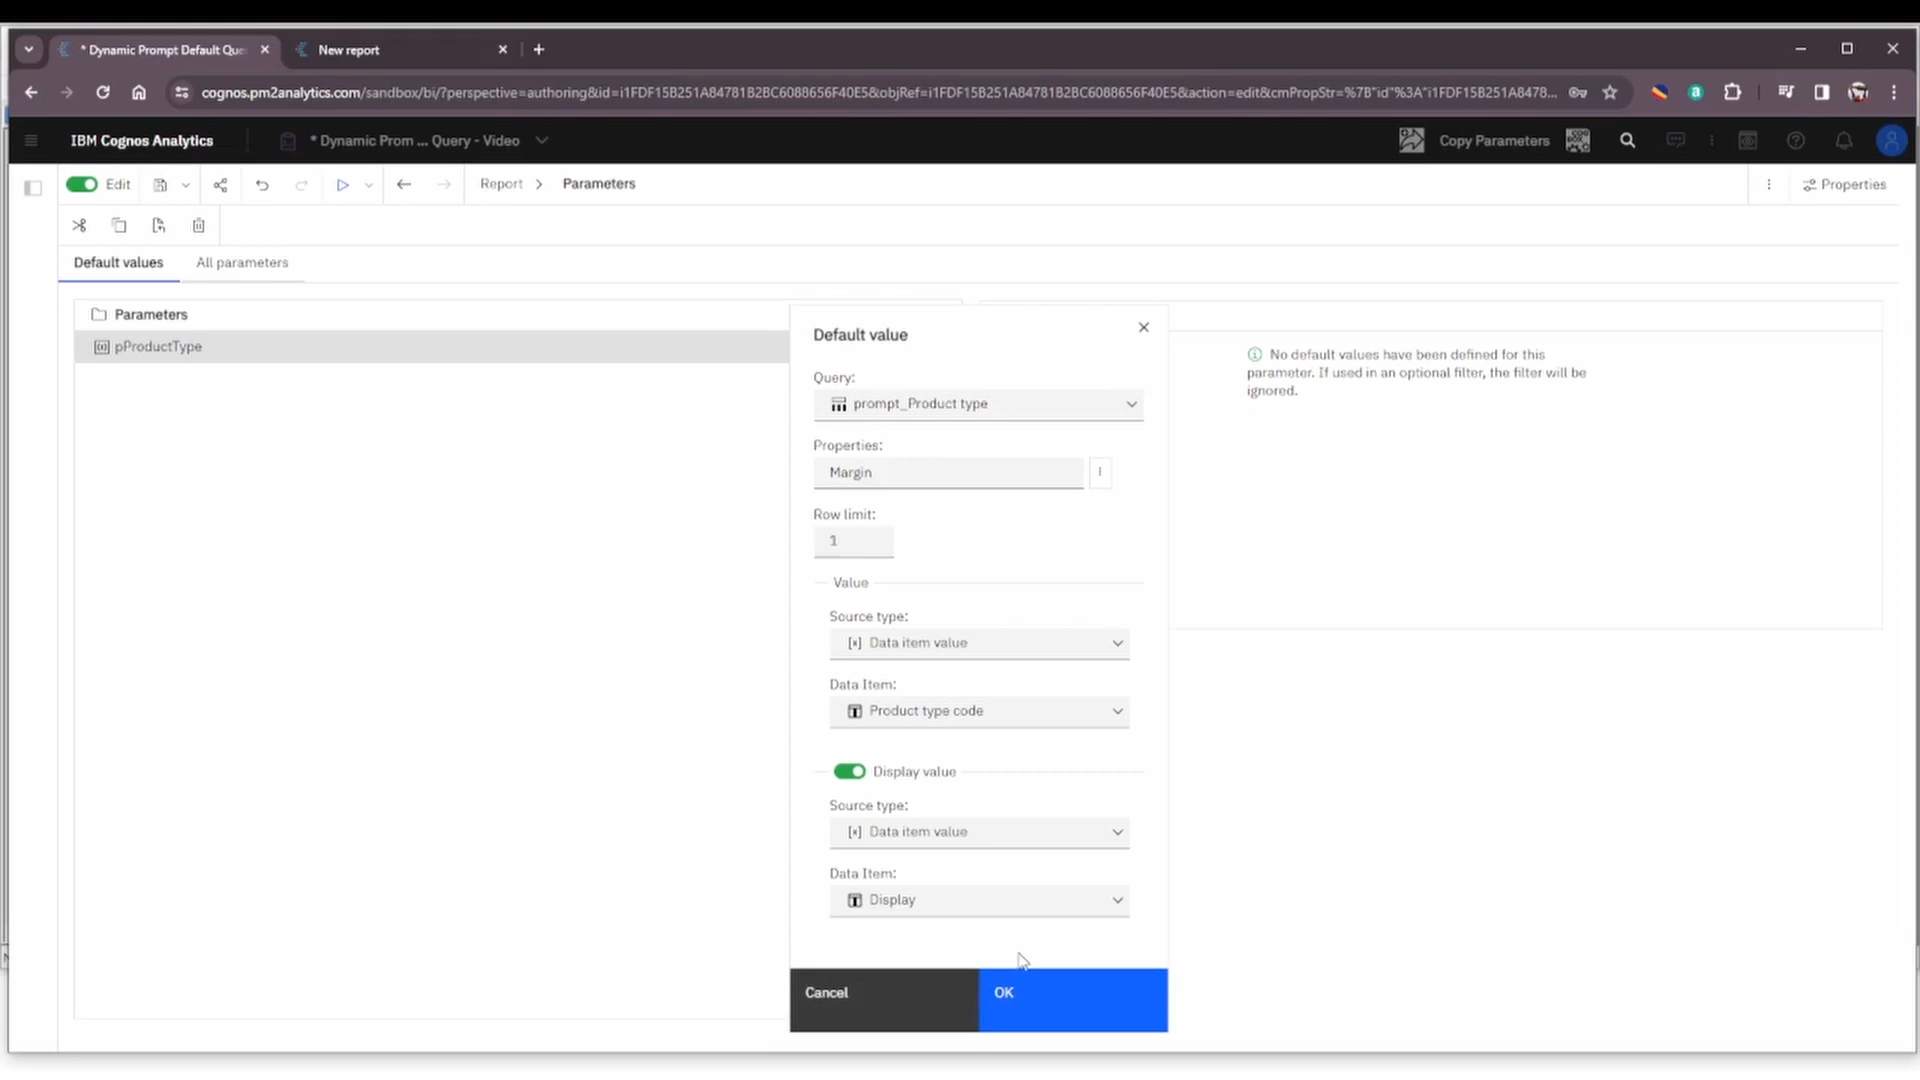 * Dynamic Prompt Default Que
New report
cognos.pm2analytics.com/sandbox/bi/?perspective=authoring&id=i1FDF15B251A84781B2BC6088656F40E5&objRef=i1FDF15B251A84781B2BC6088656F40E5&action=edit&cmPropStr=%7B"id"%3A"i1FDF15B251A8478...
IBM Cognos Analytics
* Dynamic Prom ... Query - Video
Copy Parameters
Edit
Report
Parameters
Properties
Default values
All parameters
Parameters
pProductType
Default value
Query:
prompt_Product type
Properties:
Margin
Row limit:
1
Value
Source type:
Data item value
Data Item:
Product type code
Display value
Source type:
Data item value
Data Item:
Display
Cancel
OK
No default values have been defined for this
parameter. If used in an optional filter, the filter will be
ignored.